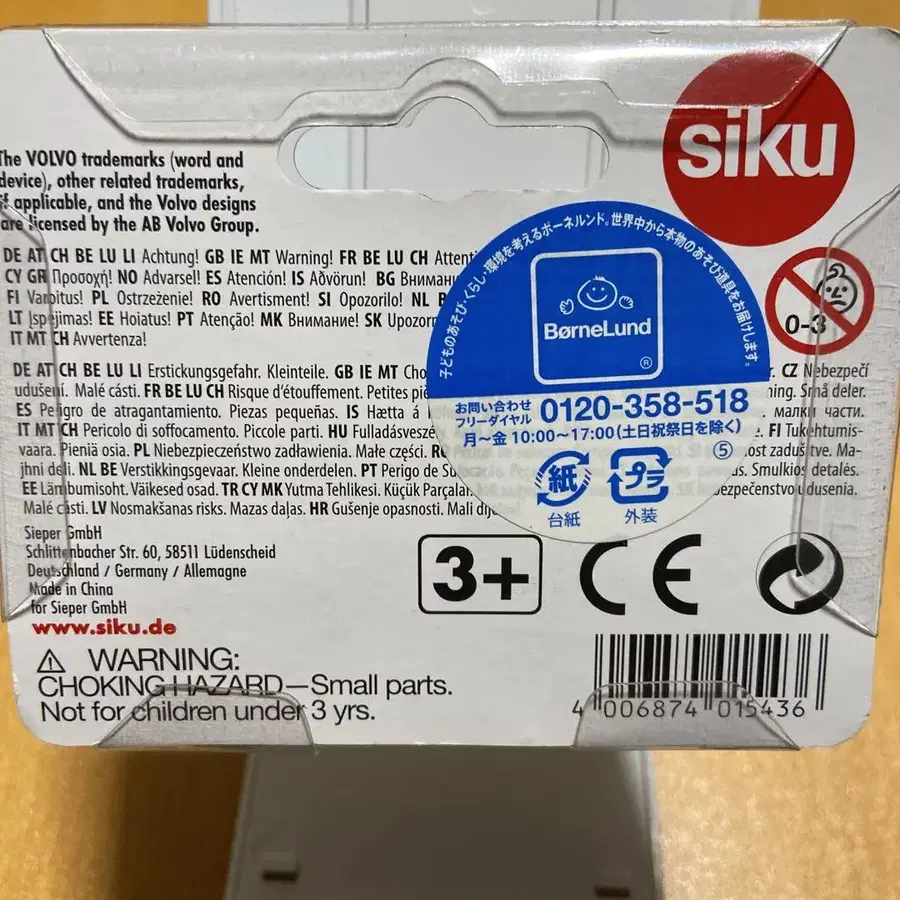 The VOLVO trademarks (word and
device), other related trademarks,
if applicable, and the Volvo designs
are licensed by the AB Volvo Group.
siku
DE AT CH BE LU LI Achtung! GB IE MT Warning! FR BE LU CH
CY GR Προσοχή! NO Advarsel! ES Atención! IS Aðvörun! BG
FI Varoitus! PL Ostrzeżenie! RO Avertisment! SI Opozorilo! NL
LT Įspėjimas! EE Hoiatus! PT Atenção! MK Внимание! SK
IT MT CH Avvertenza!
子どものあそび・くらし・環境を考えるボーネルンド。世界中から本物のあそび道具をお届けします。
BørneLund
®
お問い合わせ
フリーダイヤル 0120-358-518
月～金 10:00～17:00(土日祝祭日を除く)
⑤
紙 プラ
台紙 外装
0-3
DE AT CH BE LU LI Erstickungsgefahr. Kleinteile. GB IE MT CZ Nebezpečí
udušení. Malé části. FR BE LU CH Risque d'étouffement. Petites Små deler.
ES Peligro de atragantamiento. Piezas pequeñas. IS Hætta á малки части.
IT MT CH Pericolo di soffocamento. Piccole parti. HU FI Tukehtumis-
vaara. Pieniä osia. PL Niebezpieczeństwo zadławienia. Małe części. Ma-
jhni deli. NL BE Verstikkingsgevaar. Kleine onderdelen. PT Perigo de Smulkios detalės.
EE Lämbumisoht. Väikesed osad. TR CY MK Yutma Tehlikesi. Küçük Parçalar.
Malé časti. LV Nosmakšanas risks. Mazas daļas. HR Gušenje opasnosti. Mali
Sieper GmbH
Schlittenbacher Str. 60, 58511 Lüdenscheid
Deutschland / Germany / Allemagne
Made in China
for Sieper GmbH
www.siku.de
3+
CE
WARNING:
CHOKING HAZARD—Small parts.
Not for children under 3 yrs.
4 006874 015436